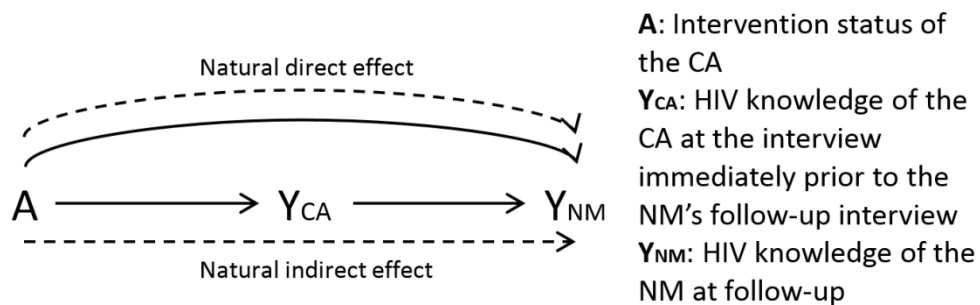 Natural direct effect
A
YCA
YNM
Natural indirect effect
A: Intervention status of
the CA
YCA: HIV knowledge of the
CA at the interview
immediately prior to the
NM's follow-up interview
YNM: HIV knowledge of the
NM at follow-up